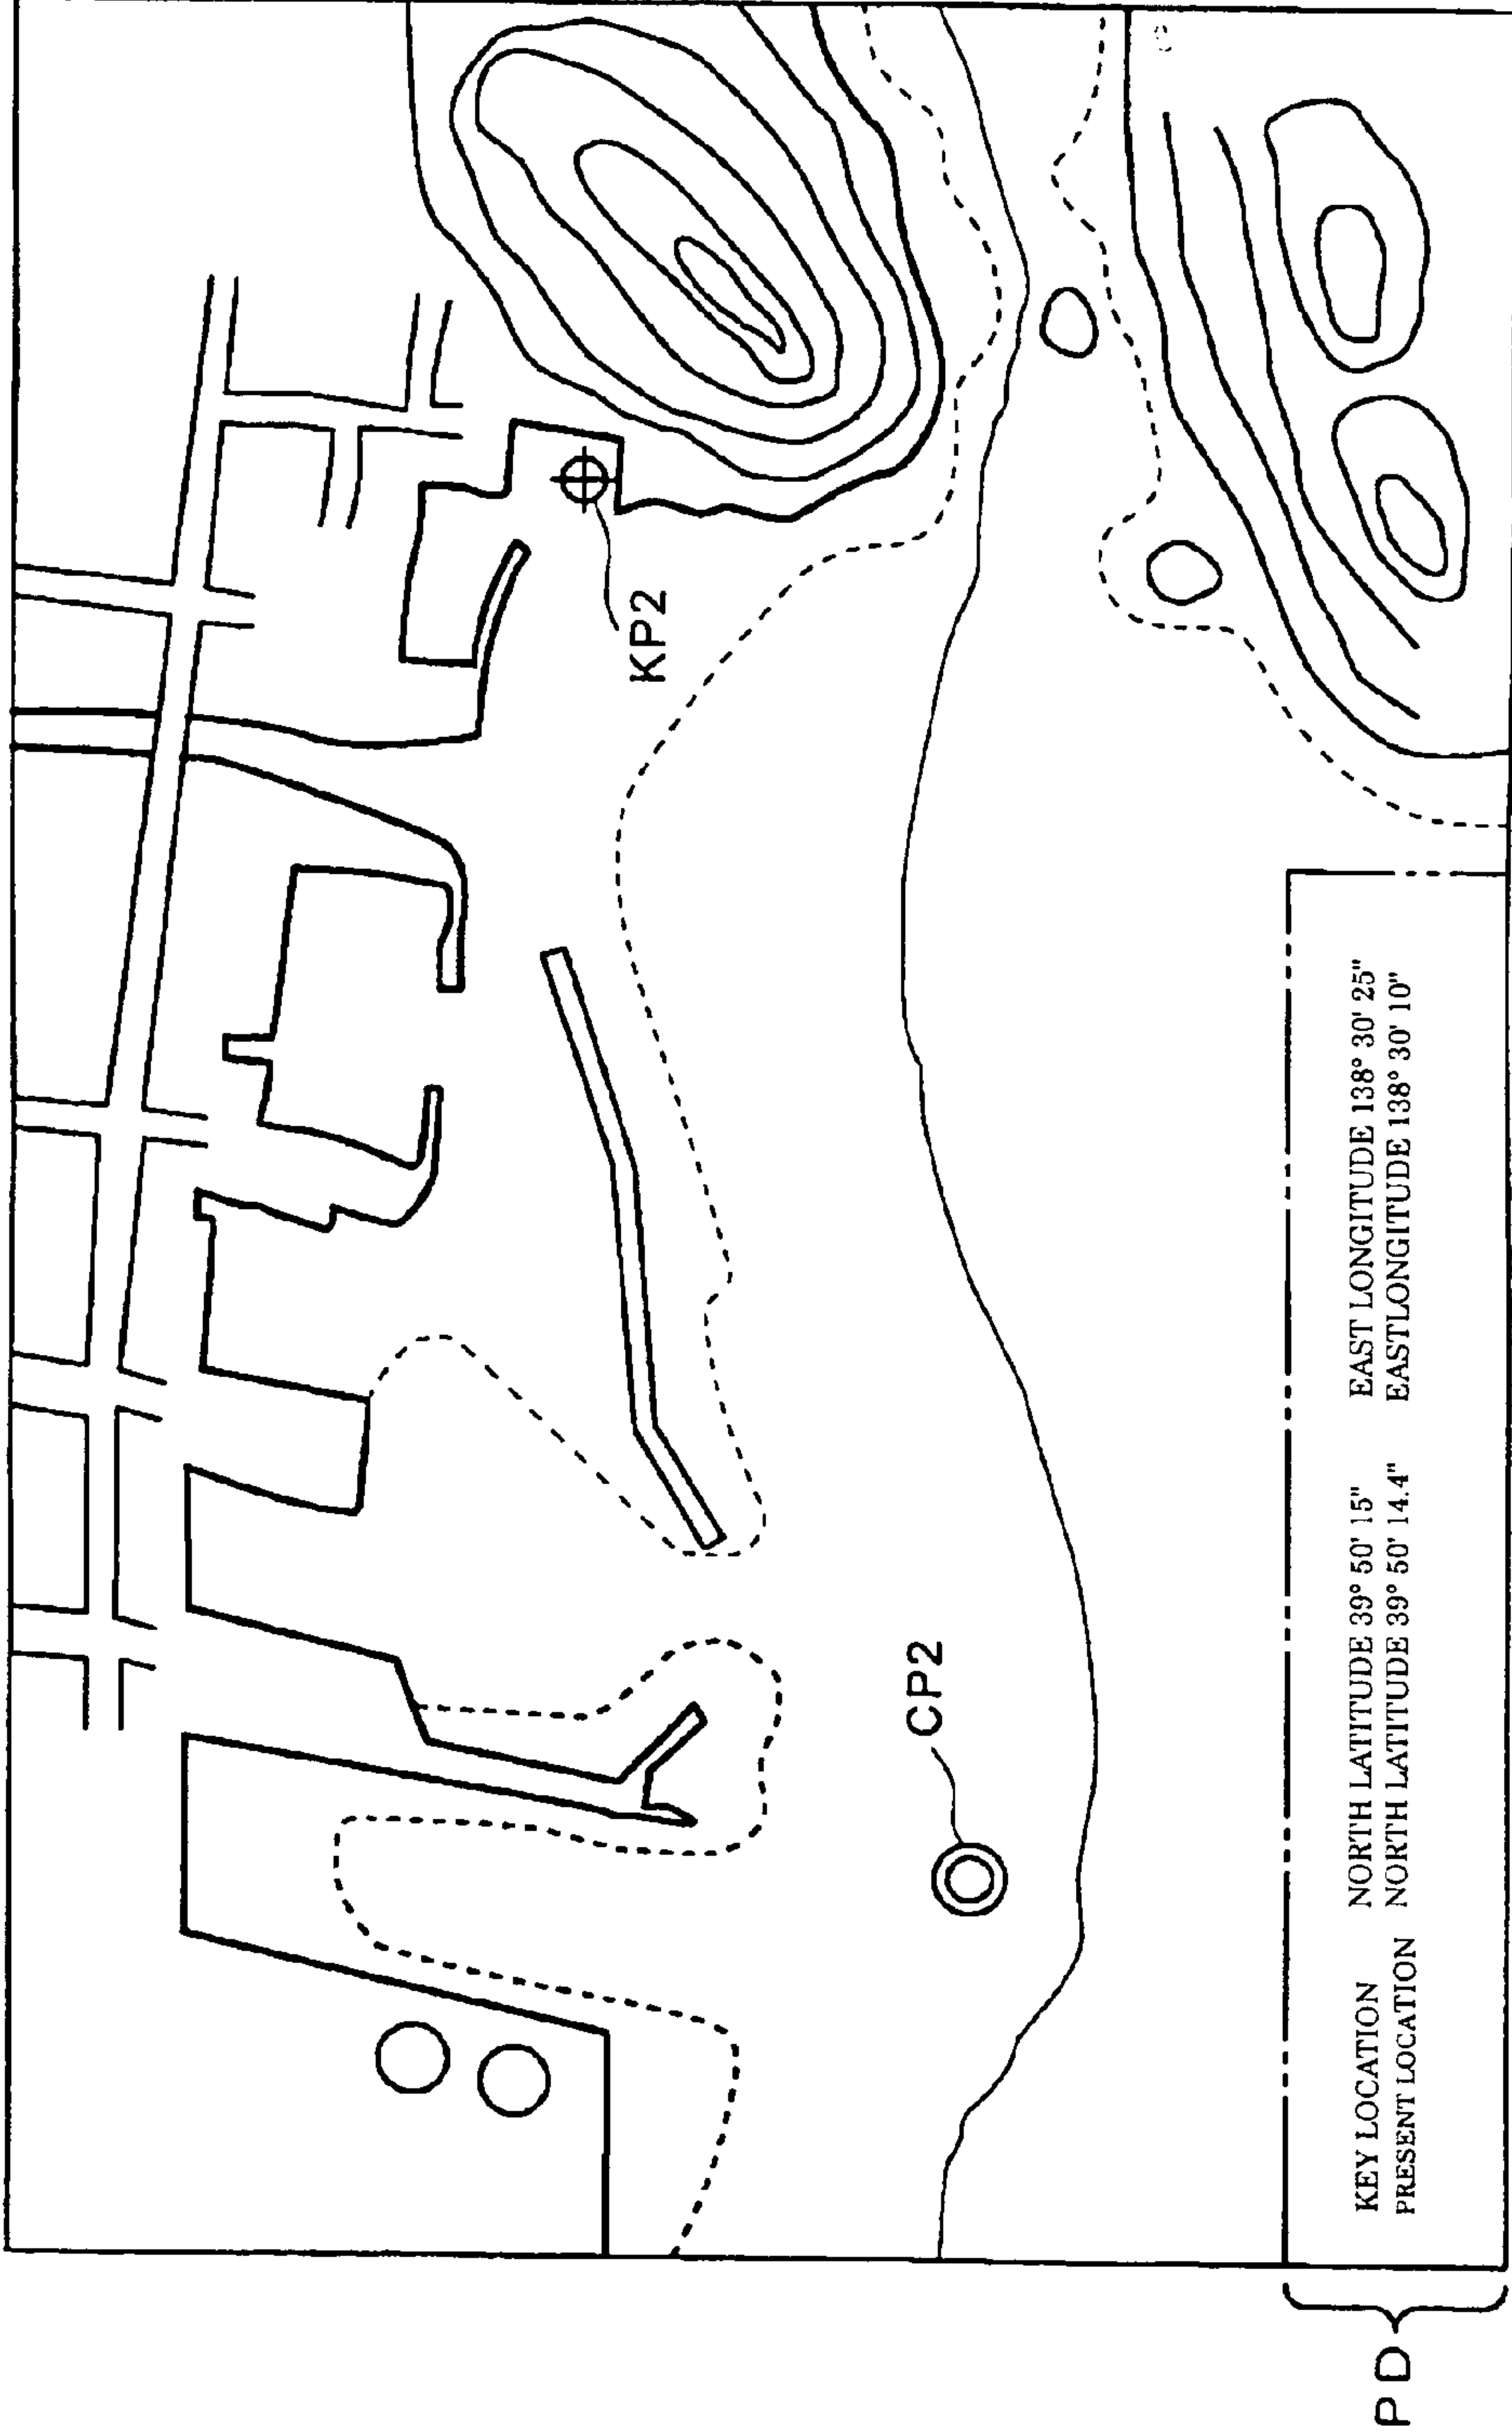 KP2
CP2
KEY LOCATION NORTH LATITUDE 39° 50' 15" EAST LONGITUDE 138° 30' 25"
PRESENT LOCATION NORTH LATITUDE 39° 50' 14.4" EASTLONGITUDE 138° 30' 10"
PD